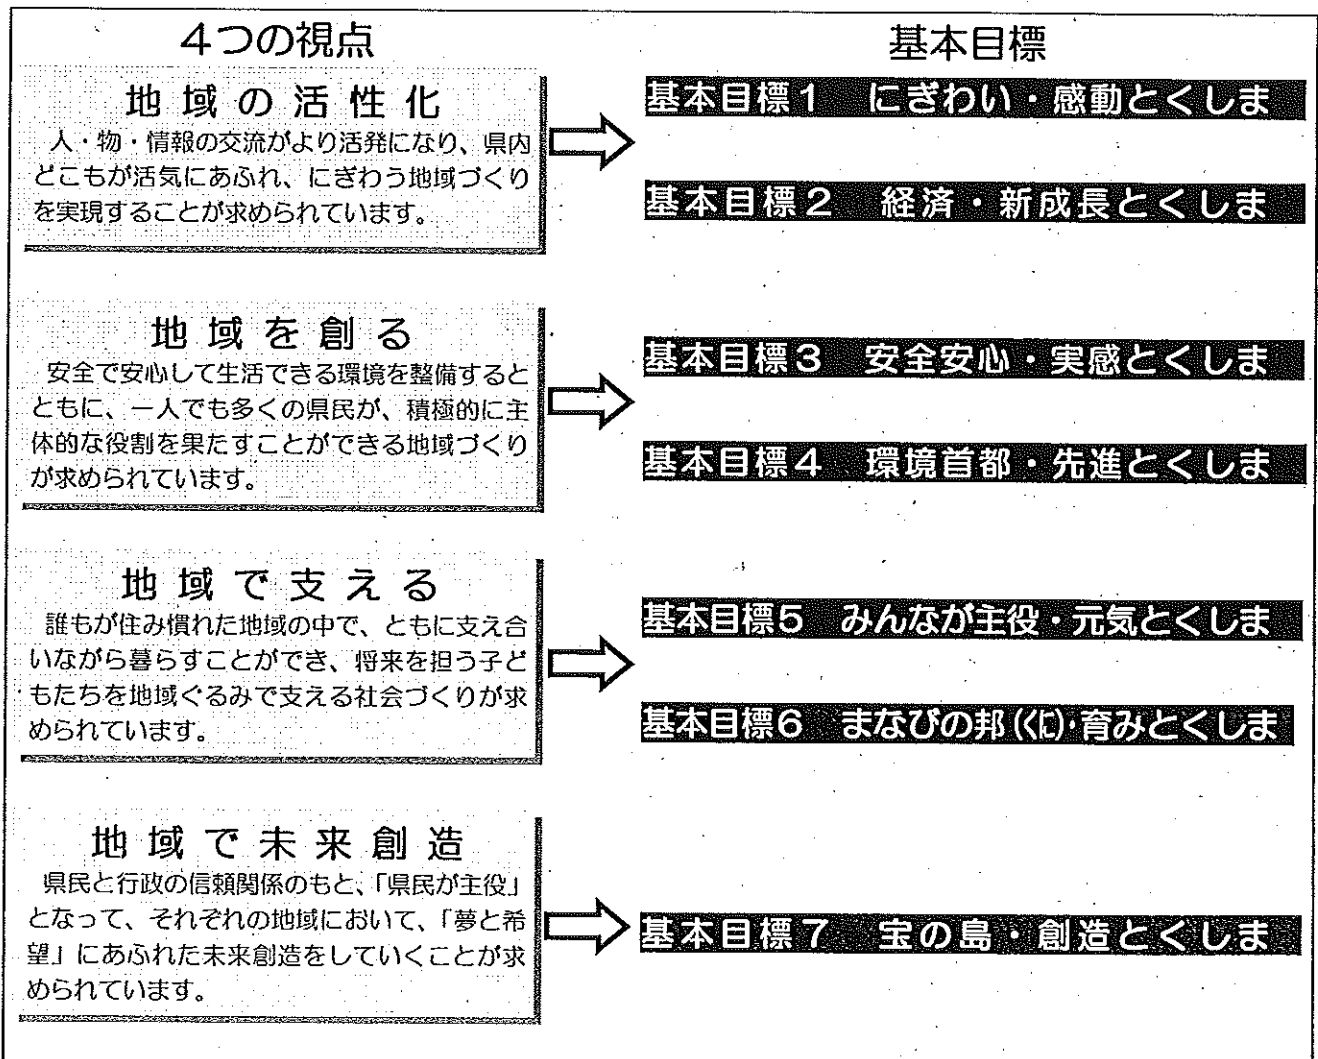 4つの視点
基本目標
地域の活性化
人・物・情報の交流がより活発になり、県内
どこもが活気にあふれ、にぎわう地域づくり
を実現することが求められています。
基本目標1 にぎわい・感動とくしま
基本目標2 経済・新成長とくしま
地域を創る
安全で安心して生活できる環境を整備すると
ともに、一人でも多くの県民が、積極的に主
体的な役割を果たすことができる地域づくり
が求められています。
基本目標3 安全安心・実感とくしま
基本目標4 環境首都・先進とくしま
地域で支える
誰もが住み慣れた地域の中で、ともに支え合
いながら暮らすことができ、将来を担う子ど
もたちを地域ぐるみで支える社会づくりが求
められています。
基本目標5 みんなが主役・元気とくしま
基本目標6 まなびの邦(くに)・育みとくしま
地域で未来創造
県民と行政の信頼関係のもと、「県民が主役」
となって、それぞれの地域において、「夢と希
望」にあふれた未来創造をしていくことが求
められています。
基本目標7 宝の島・創造とくしま